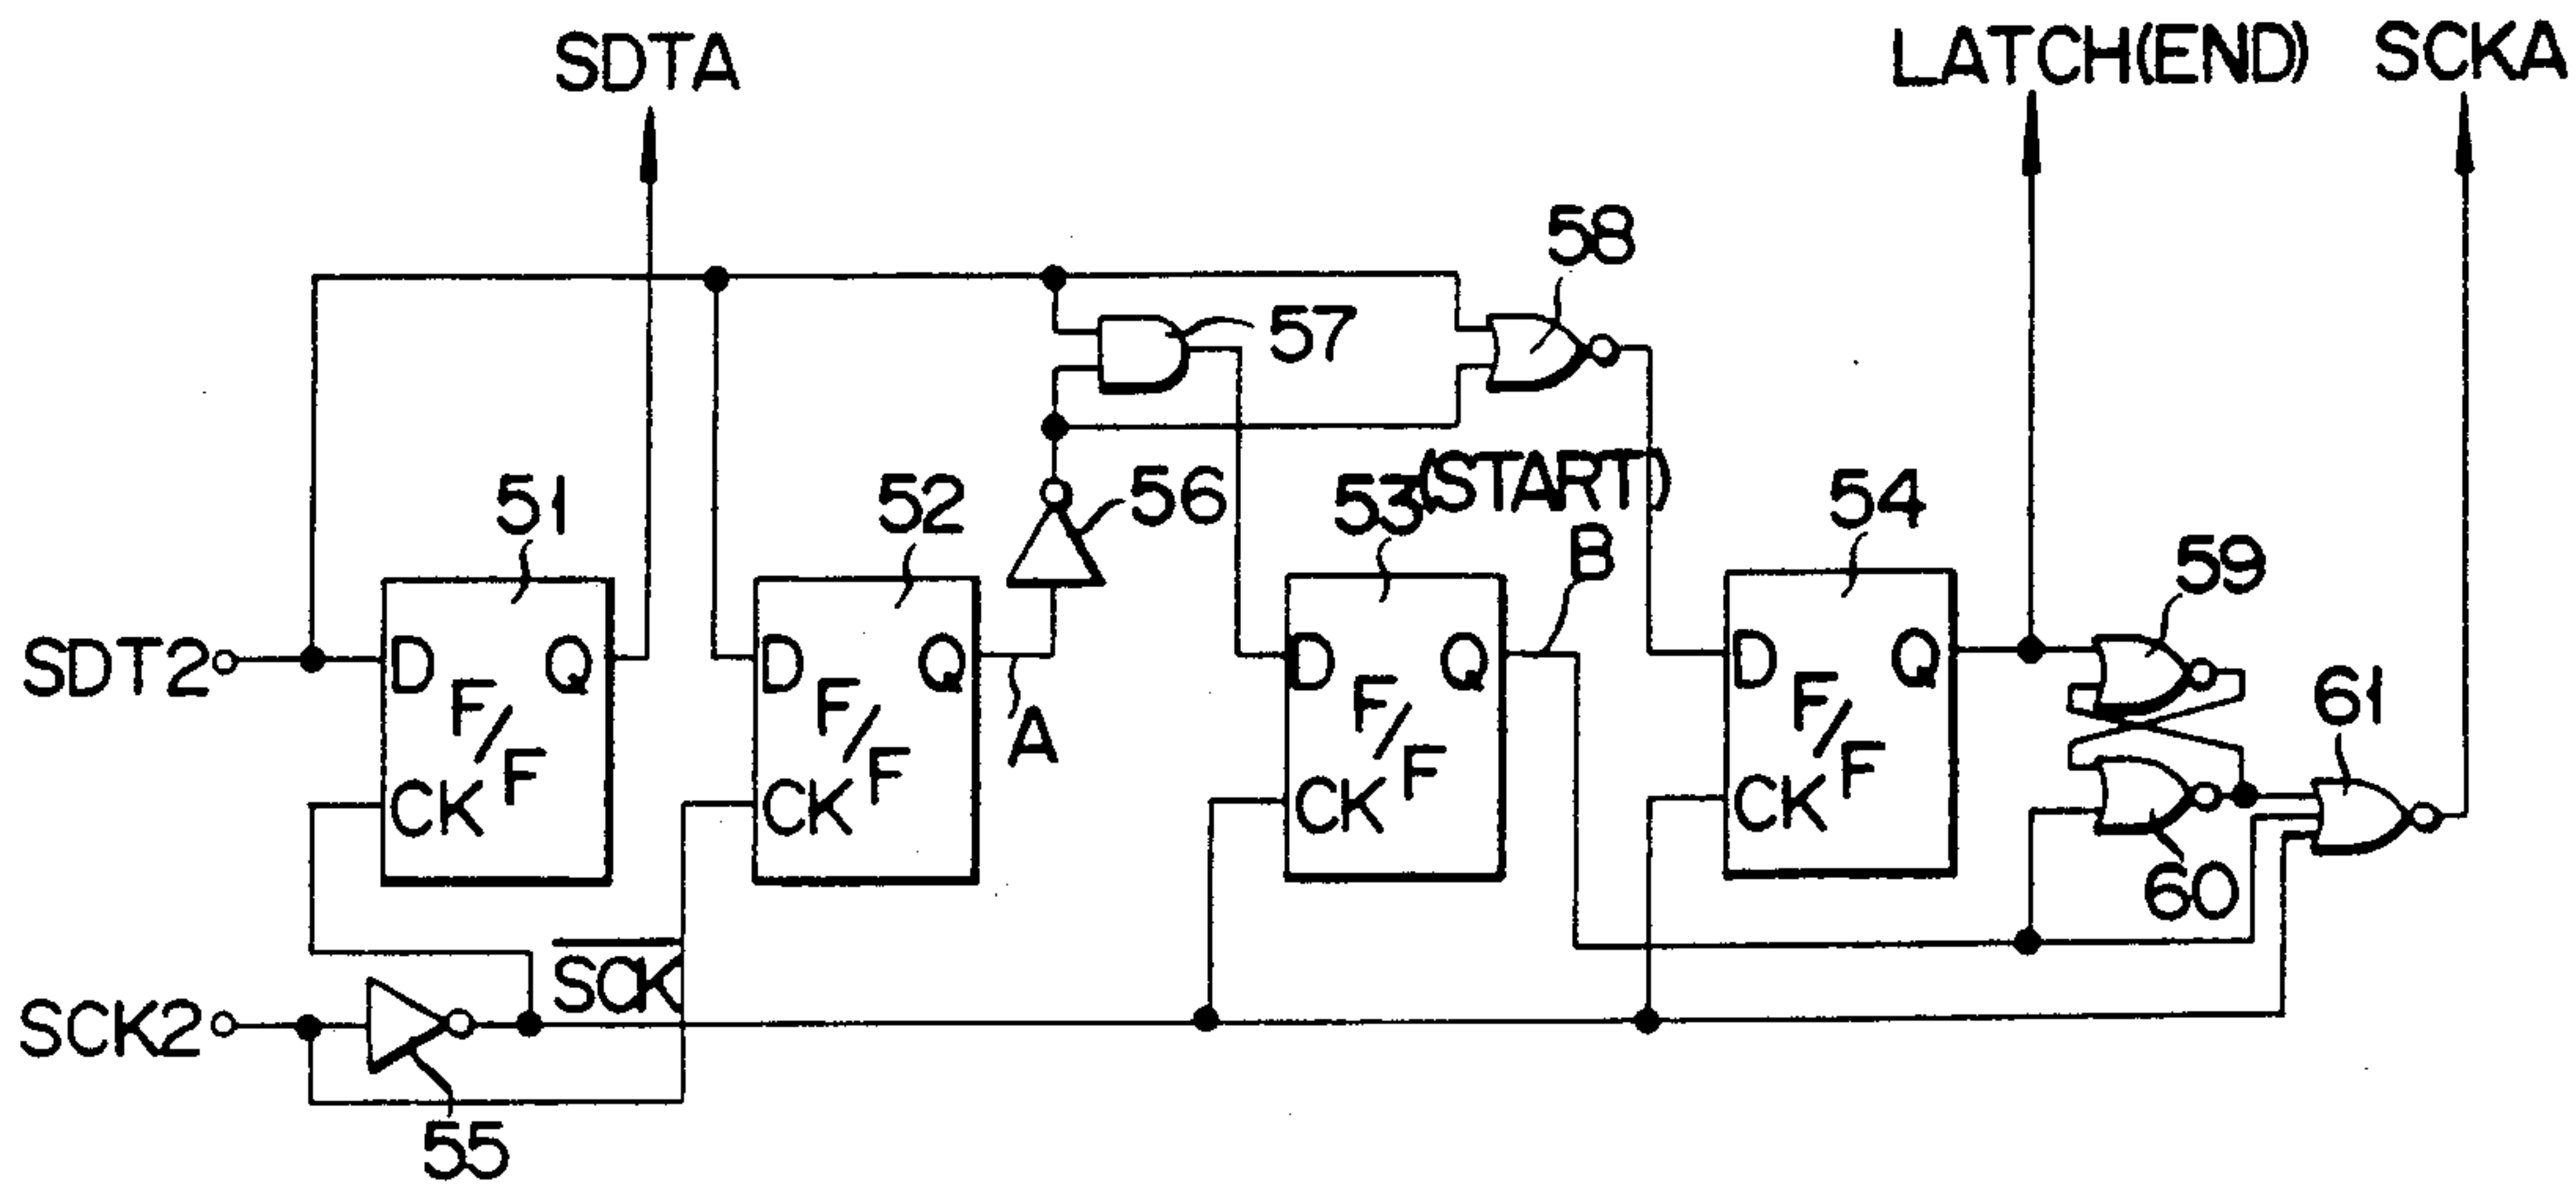 SDTA
LATCH(END)
SCKA
58
57
51
52
56
53
(START)
54
B
59
SDT2
D
Q
F/F
CK
D
Q
F/F
CK
A
D
Q
F/F
CK
D
Q
F/F
CK
61
60
SCK
SCK2
55